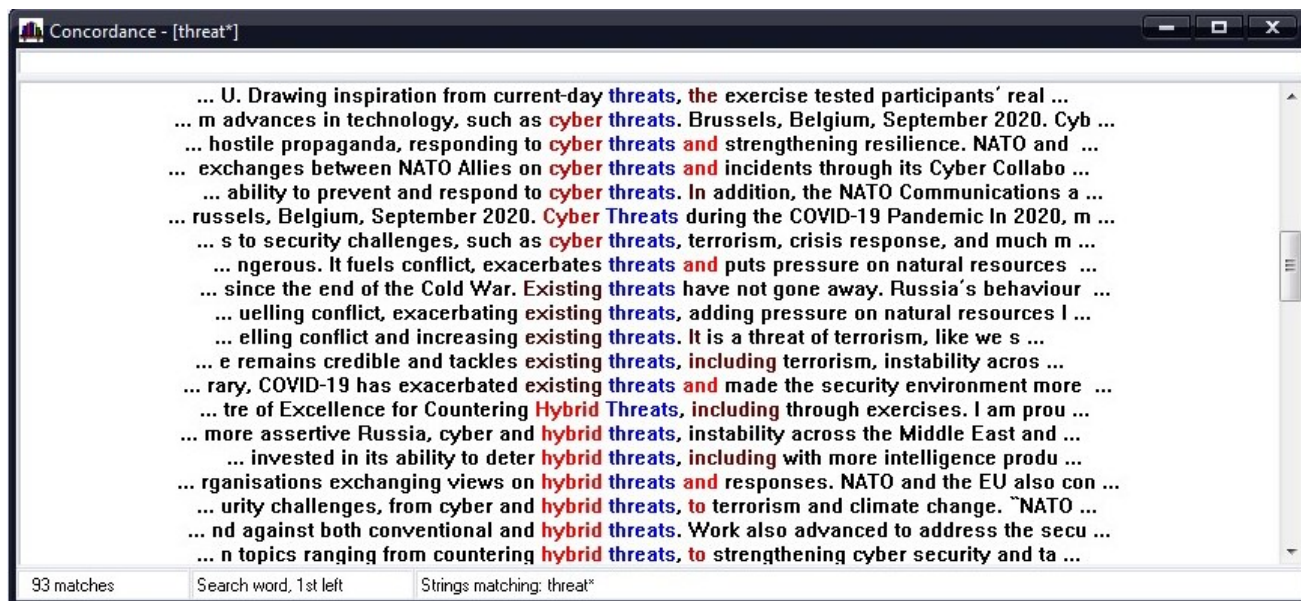 Concordance - [threat*]
... U. Drawing inspiration from current-day threats, the exercise tested participants´ real ...
... m advances in technology, such as cyber threats. Brussels, Belgium, September 2020. Cyb ...
... hostile propaganda, responding to cyber threats and strengthening resilience. NATO and ...
... exchanges between NATO Allies on cyber threats and incidents through its Cyber Collabo ...
... ability to prevent and respond to cyber threats. In addition, the NATO Communications a ...
... russels, Belgium, September 2020. Cyber Threats during the COVID-19 Pandemic In 2020, m ...
... s to security challenges, such as cyber threats, terrorism, crisis response, and much m ...
... ngerous. It fuels conflict, exacerbates threats and puts pressure on natural resources ...
... since the end of the Cold War. Existing threats have not gone away. Russia´s behaviour ...
... uelling conflict, exacerbating existing threats, adding pressure on natural resources I ...
... elling conflict and increasing existing threats. It is a threat of terrorism, like we s ...
... e remains credible and tackles existing threats, including terrorism, instability acros ...
... rary, COVID-19 has exacerbated existing threats and made the security environment more ...
... tre of Excellence for Countering Hybrid Threats, including through exercises. I am prou ...
... more assertive Russia, cyber and hybrid threats, instability across the Middle East and ...
... invested in its ability to deter hybrid threats, including with more intelligence produ ...
... rganisations exchanging views on hybrid threats and responses. NATO and the EU also con ...
... urity challenges, from cyber and hybrid threats, to terrorism and climate change. ˜NATO ...
... nd against both conventional and hybrid threats. Work also advanced to address the secu ...
... n topics ranging from countering hybrid threats, to strengthening cyber security and ta ...
93 matches Search word, 1st left Strings matching: threat*